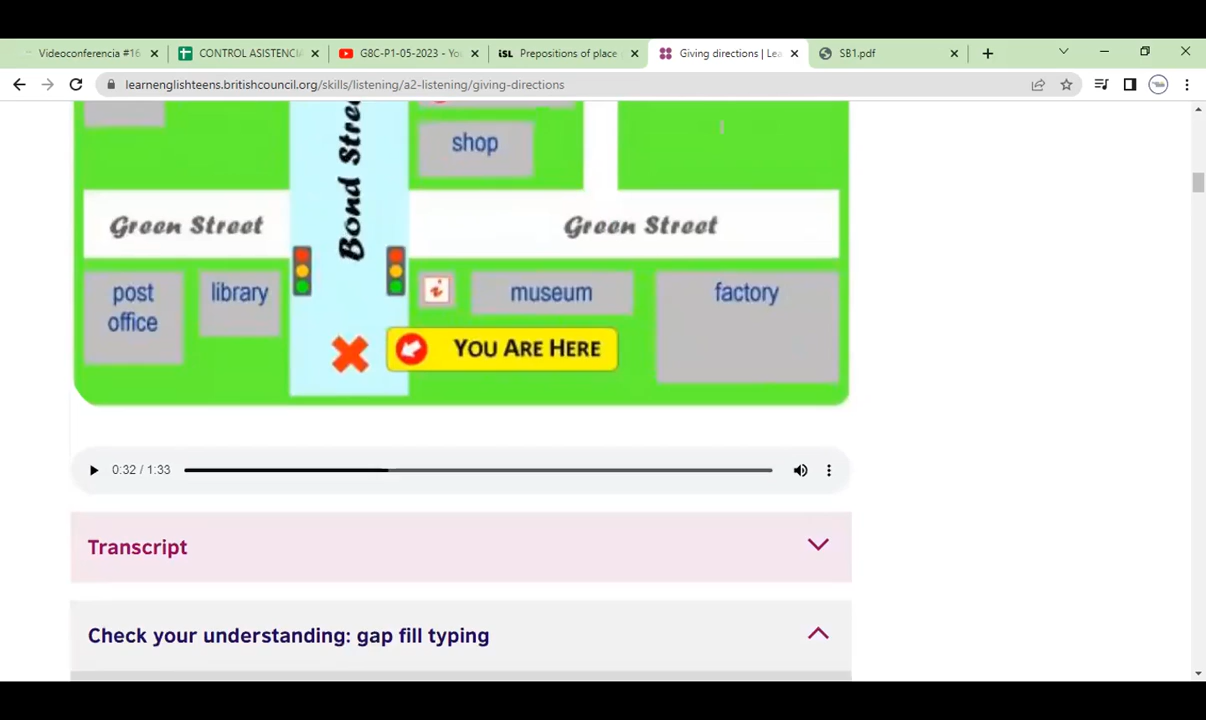 Videoconferencia #16
CONTROL ASISTENCIA
G8C-P1-05-2023 - Yo
iSL Prepositions of place
Giving directions | Lea
SB1.pdf
learnenglishteens.britishcouncil.org/skills/listening/a2-listening/giving-directions
shop
Bond Stree
Green Street
Green Street
post
office
library
i
museum
factory
YOU ARE HERE
0:32 / 1:33
Transcript
Check your understanding: gap fill typing